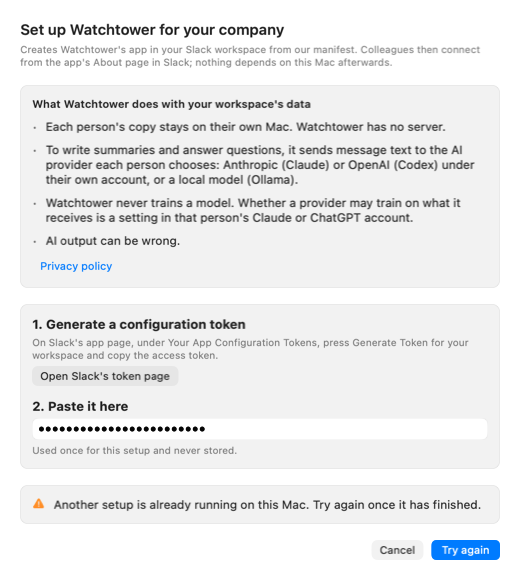 Set up Watchtower for your company
Creates Watchtower's app in your Slack workspace from our manifest. Colleagues then connect
from the app's About page in Slack; nothing depends on this Mac afterwards.
What Watchtower does with your workspace's data
· Each person's copy stays on their own Mac. Watchtower has no server.
· To write summaries and answer questions, it sends message text to the AI
provider each person chooses: Anthropic (Claude) or OpenAI (Codex) under
their own account, or a local model (Ollama).
· Watchtower never trains a model. Whether a provider may train on what it
receives is a setting in that person's Claude or ChatGPT account.
· AI output can be wrong.
Privacy policy
1. Generate a configuration token
On Slack's app page, under Your App Configuration Tokens, press Generate Token for your
workspace and copy the access token.
Open Slack's token page
2. Paste it here
Used once for this setup and never stored.
Another setup is already running on this Mac. Try again once it has finished.
Cancel
Try again